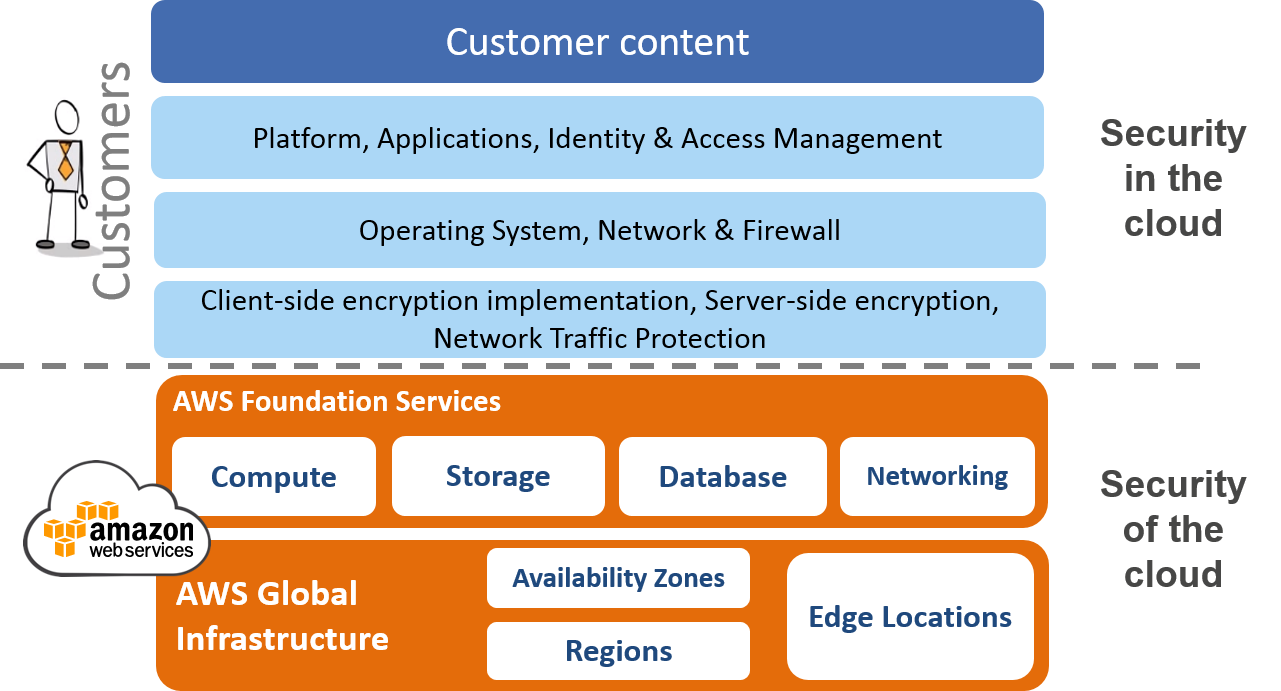 Customer content
Customers
Platform, Applications, Identity & Access Management
Security
in the
cloud
Operating System, Network & Firewall
Client-side encryption implementation, Server-side encryption,
Network Traffic Protection
AWS Foundation Services
Compute
Storage
Database
Networking
Security
of the
cloud
amazon
web services
AWS Global
Infrastructure
Availability Zones
Regions
Edge Locations